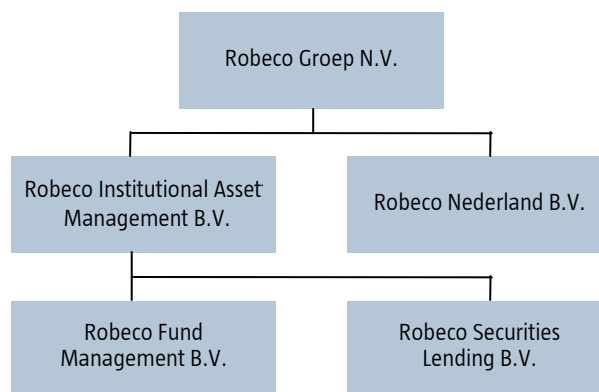 Robeco Groep N.V.
Robeco Institutional Asset
Management B.V.
Robeco Nederland B.V.
Robeco Fund
Management B.V.
Robeco Securities
Lending B.V.